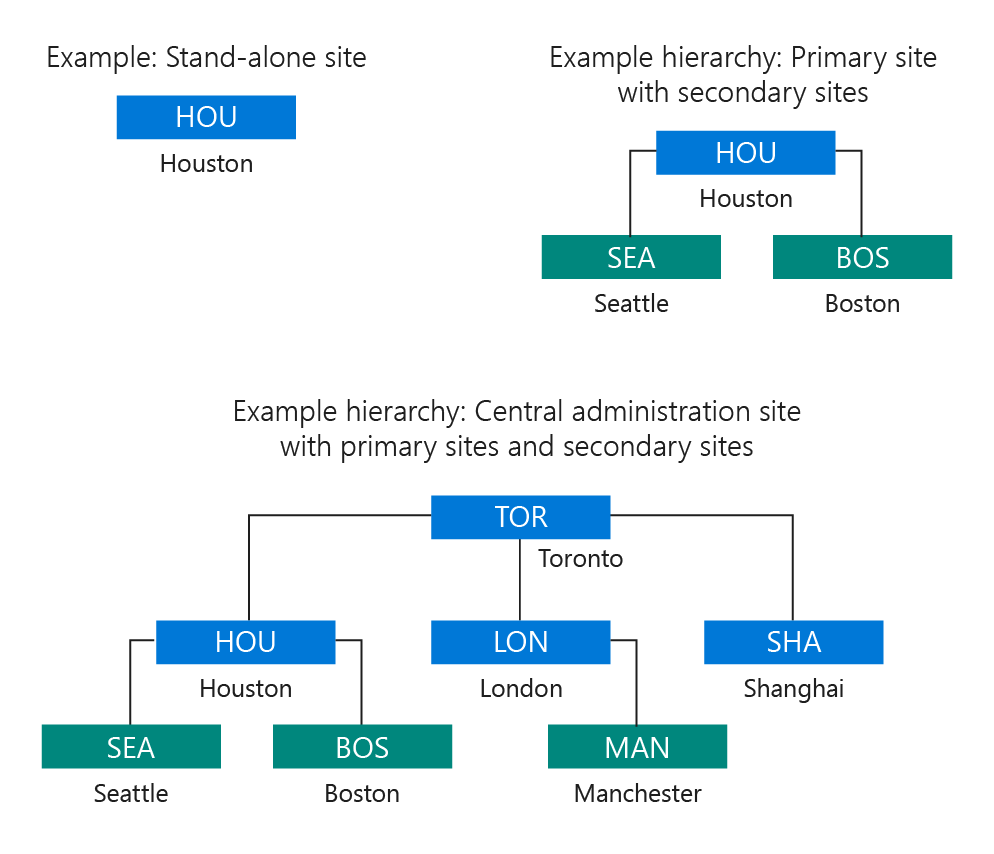 Example: Stand-alone site
HOU
Houston
Example hierarchy: Primary site
with secondary sites
HOU
Houston
SEA
BOS
Seattle
Boston
Example hierarchy: Central administration site
with primary sites and secondary sites
TOR
Toronto
HOU
LON
SHA
Houston
London
Shanghai
SEA
BOS
MAN
Seattle
Boston
Manchester